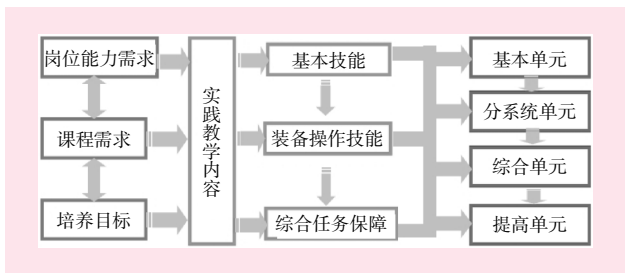 岗位能力需求
课程需求
培养目标
实践教学内容
基本技能
装备操作技能
综合任务保障
基本单元
分系统单元
综合单元
提高单元